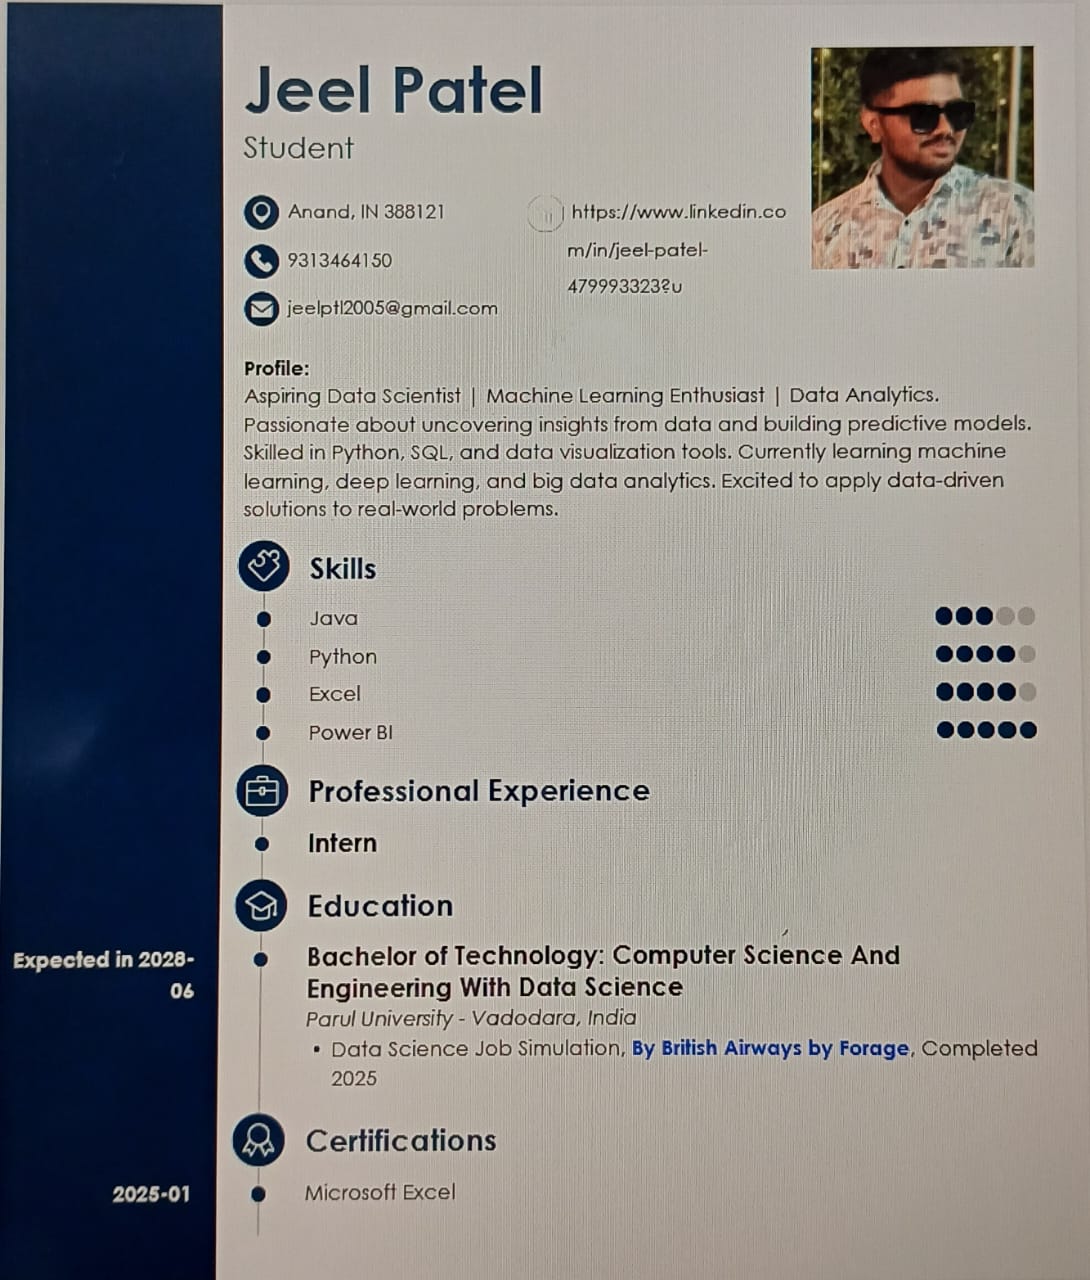 Jeel Patel
Student
Anand, IN 388121
9313464150
jeelptl2005@gmail.com
https://www.linkedin.co
m/in/jeel-patel-
479993323?u
Profile:
Aspiring Data Scientist | Machine Learning Enthusiast | Data Analytics.
Passionate about uncovering insights from data and building predictive models.
Skilled in Python, SQL, and data visualization tools. Currently learning machine
learning, deep learning, and big data analytics. Excited to apply data-driven
solutions to real-world problems.
Skills
Java
Python
Excel
Power BI
Professional Experience
Intern
Education
Expected in 2028-
06
Bachelor of Technology: Computer Science And
Engineering With Data Science
Parul University - Vadodara, India
• Data Science Job Simulation, By British Airways by Forage, Completed
2025
Certifications
2025-01
Microsoft Excel